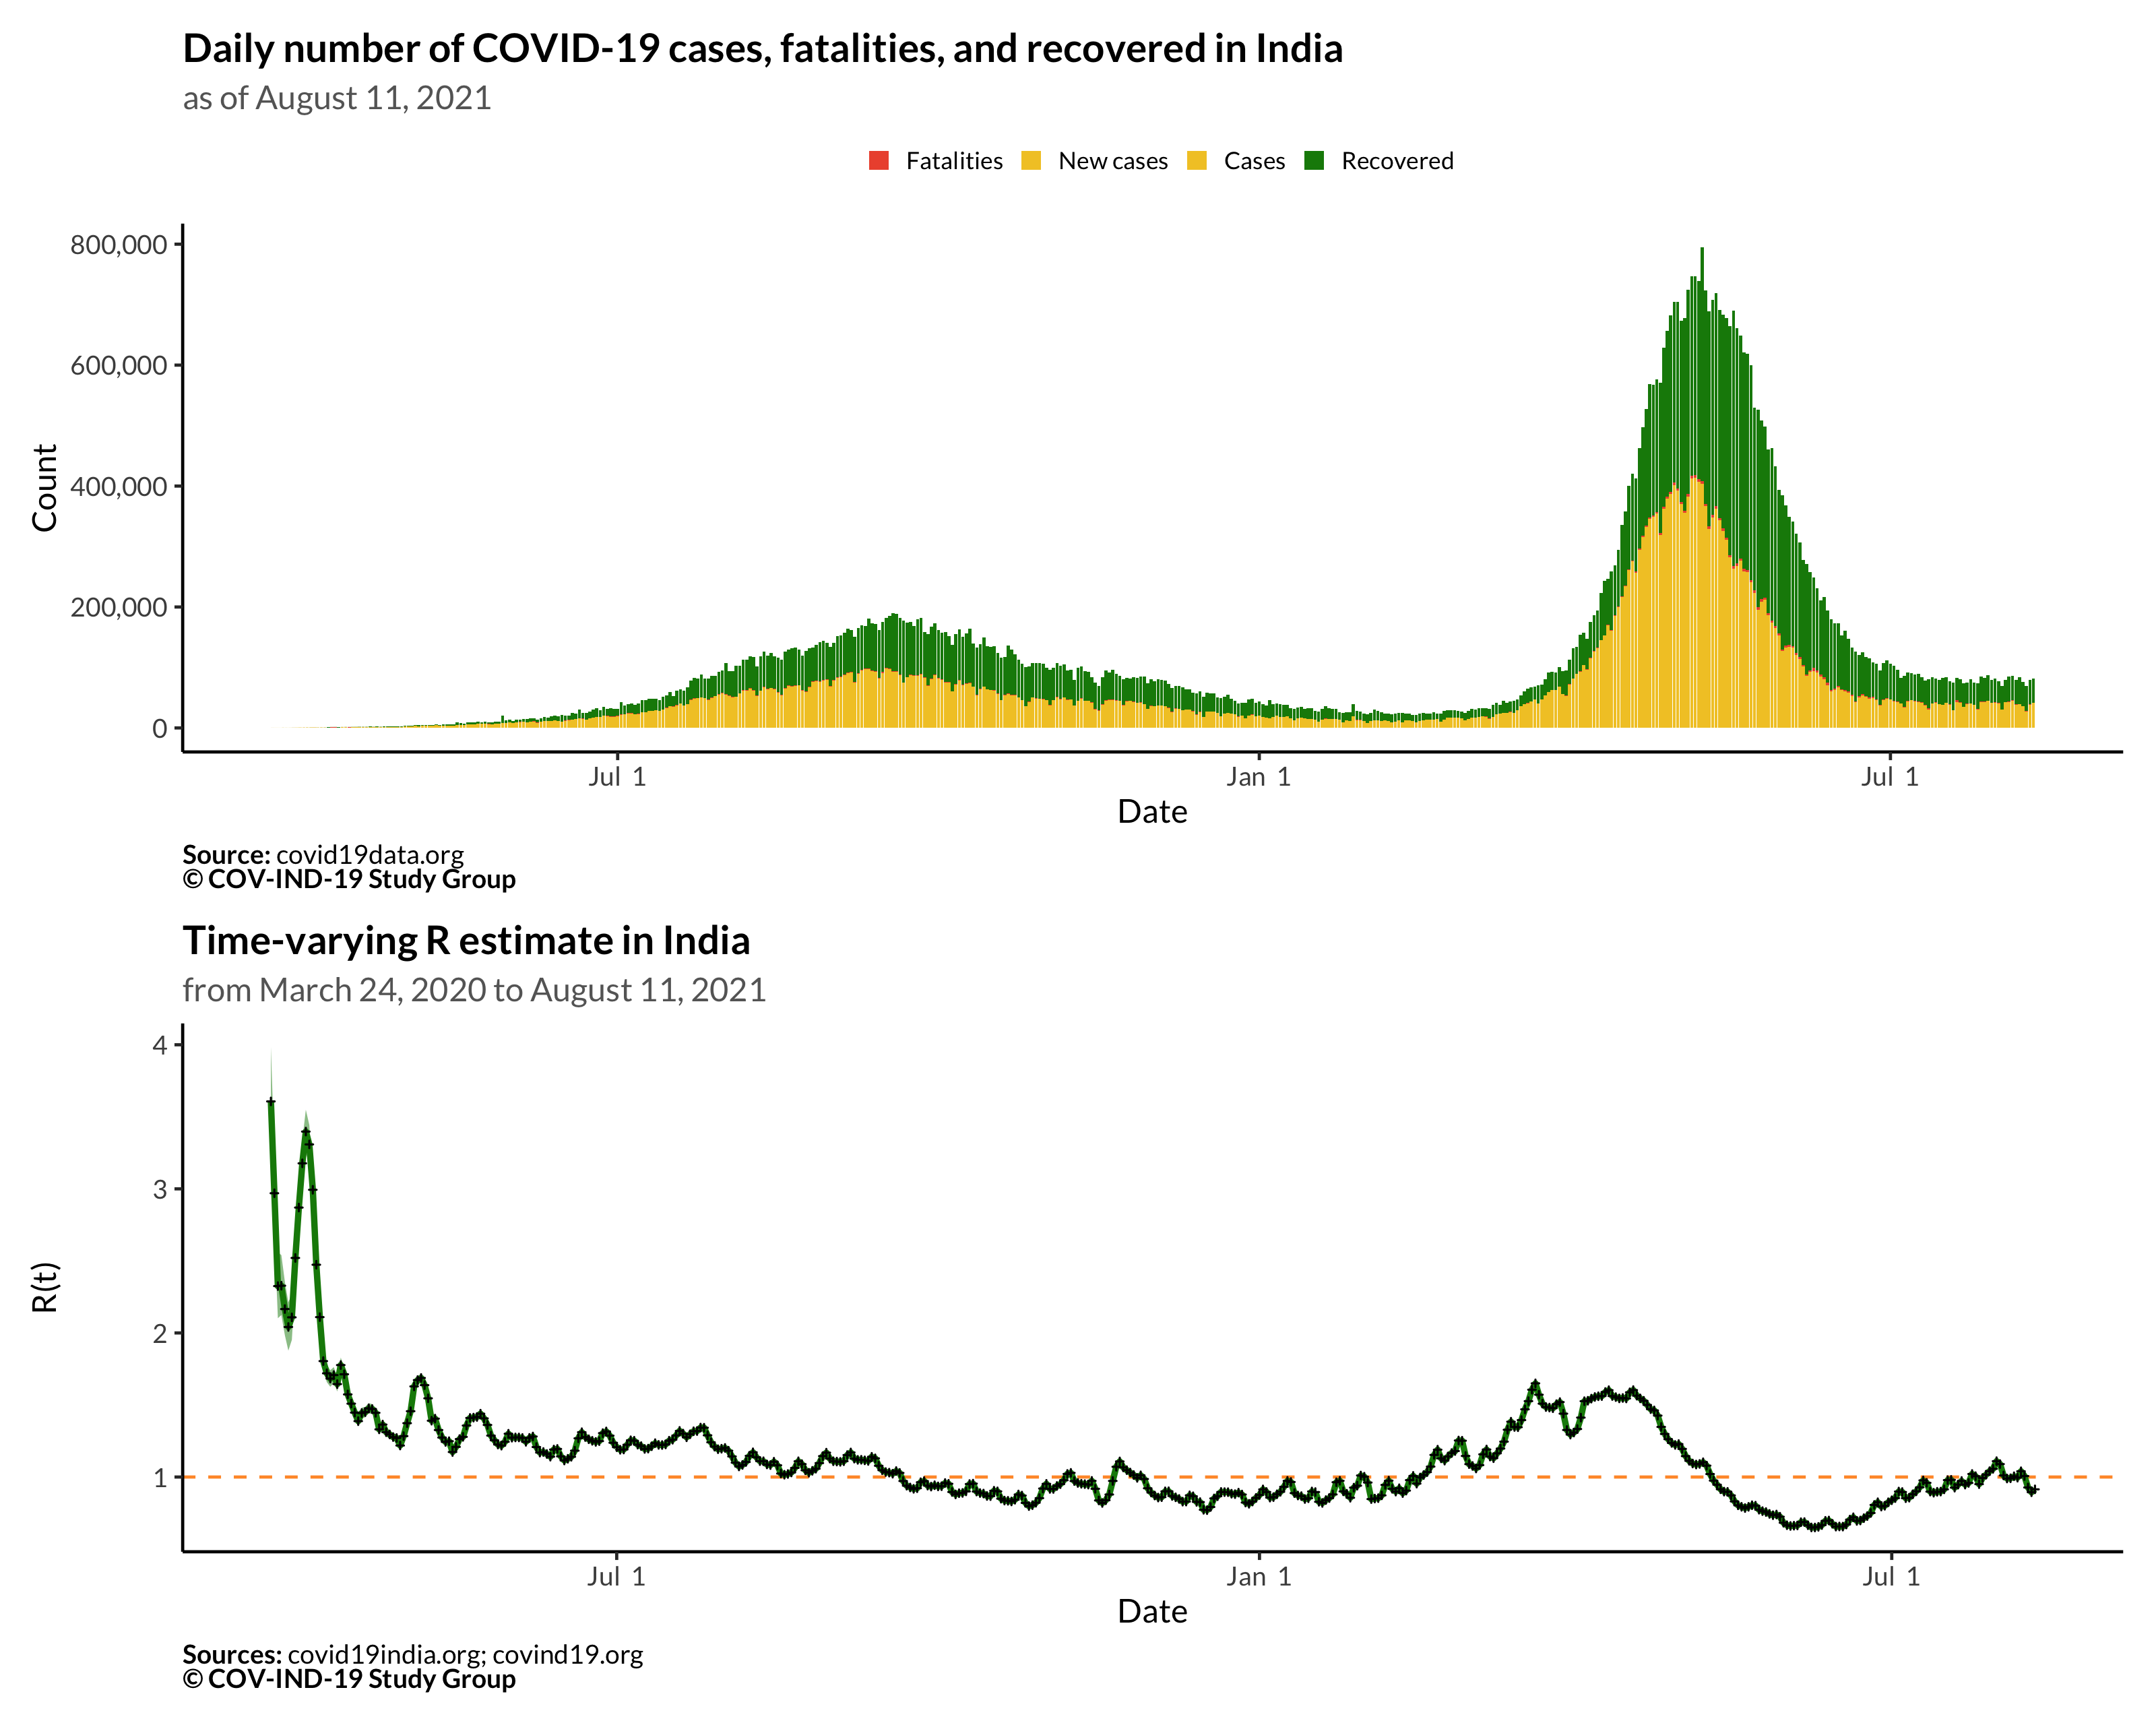 Daily number of COVID-19 cases, fatalities, and recovered in India
as of August 11, 2021
Fatalities New cases Cases Recovered
800,000
600,000
400,000
200,000
0
Count
Jul 1 Jan 1 Jul 1
Date
Source: covid19data.org
© COV-IND-19 Study Group
Time-varying R estimate in India
from March 24, 2020 to August 11, 2021
4
3
2
1
R(t)
Jul 1 Jan 1 Jul 1
Date
Sources: covid19india.org; covind19.org
© COV-IND-19 Study Group